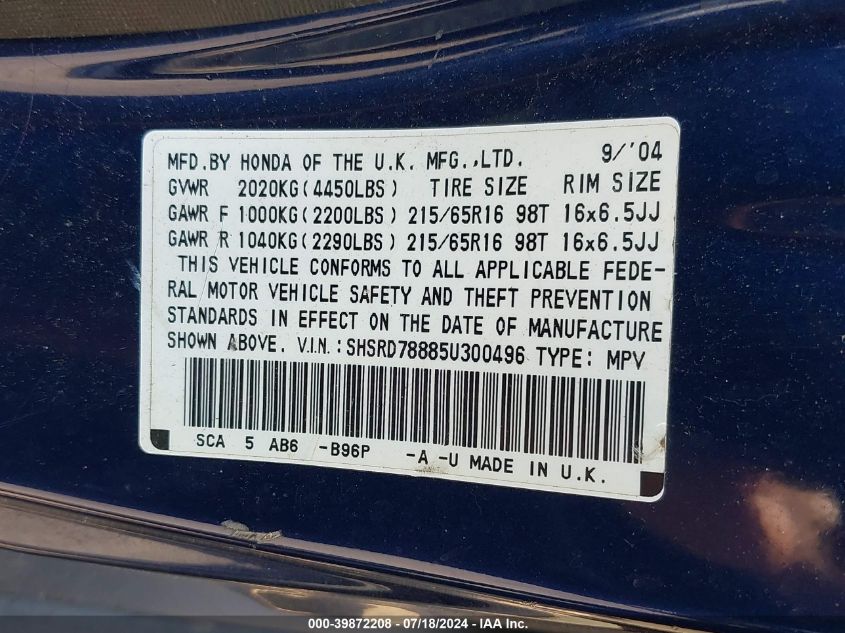 MFD.BY HONDA OF THE U.K. MFG.,LTD. 9/'04
GVWR 2020KG(4450LBS) TIRE SIZE RIM SIZE
GAWR F 1000KG(2200LBS) 215/65R16 98T 16x6.5JJ
GAWR R 1040KG(2290LBS) 215/65R16 98T 16x6.5JJ
THIS VEHICLE CONFORMS TO ALL APPLICABLE FEDE-
RAL MOTOR VEHICLE SAFETY AND THEFT PREVENTION
STANDARDS IN EFFECT ON THE DATE OF MANUFACTURE
SHOWN ABOVE. V.I.N.: SHSRD78885U300496 TYPE: MPV
SCA 5 AB6 -B96P -A -U MADE IN U.K.
000-39872208 - 07/18/2024 - www.iaai.com